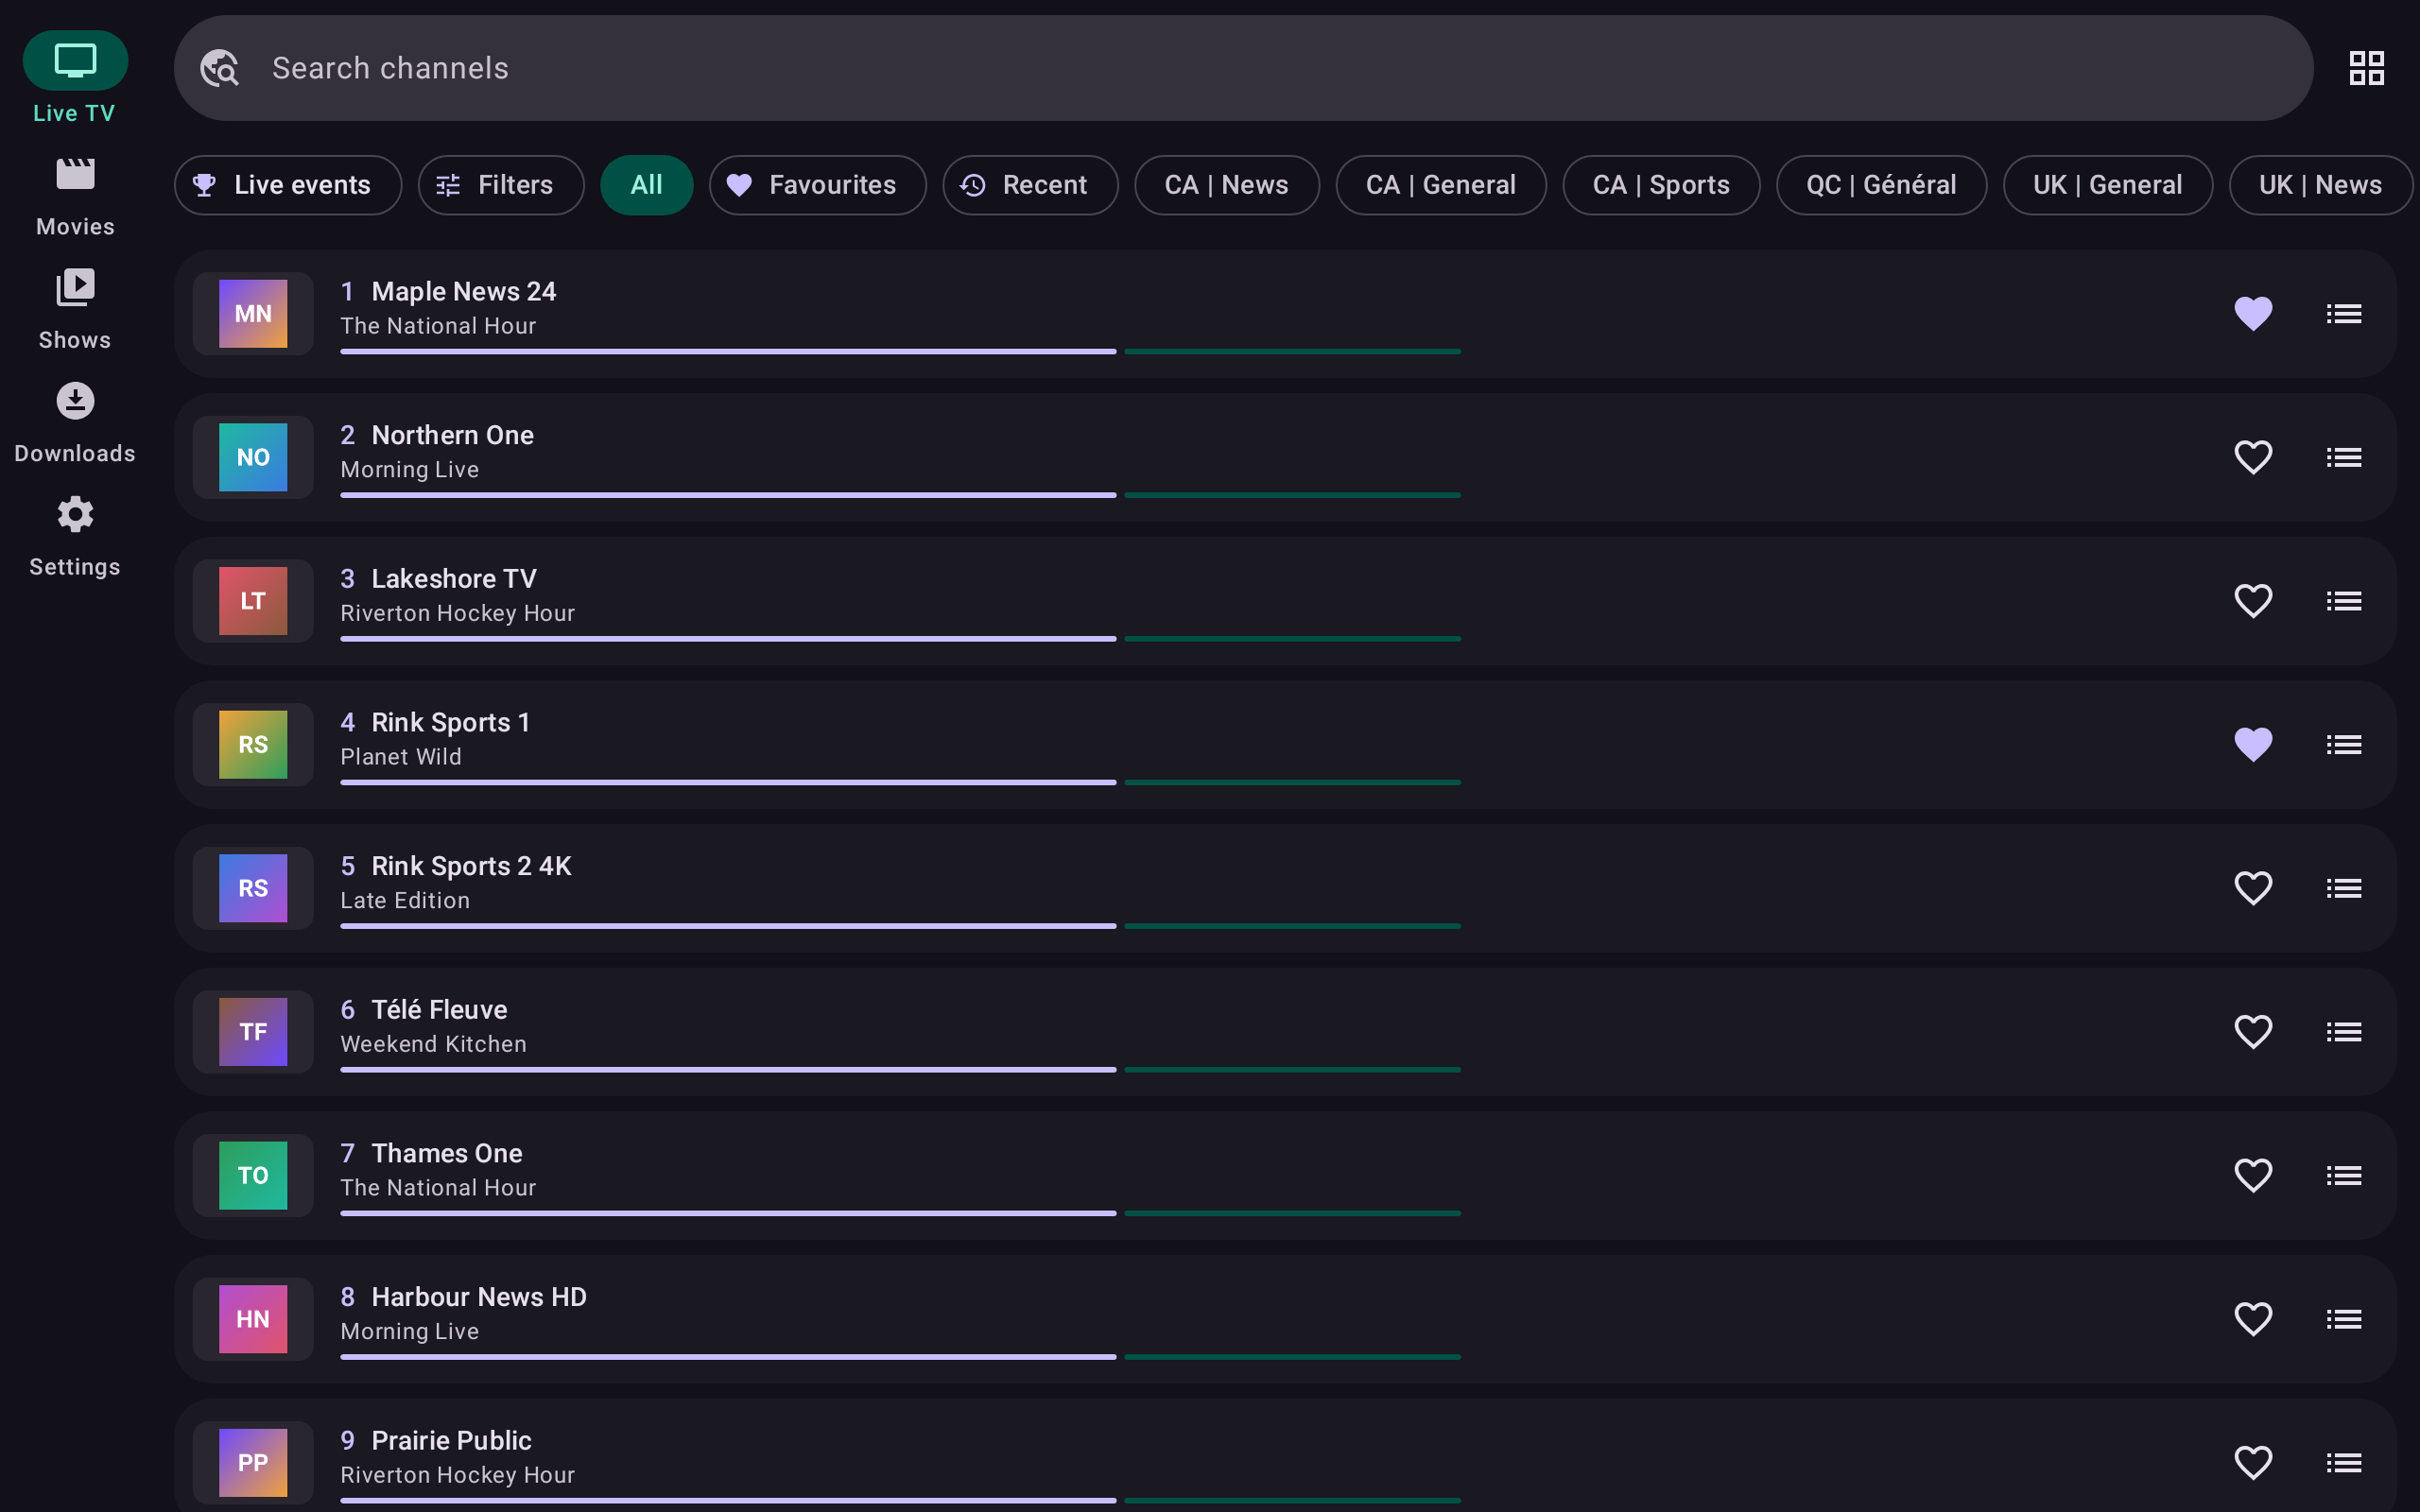 Live TV
Movies
Shows
Downloads
Settings
Search channels
Live events
Filters
All
Favourites
Recent
CA | News
CA | General
CA | Sports
QC | Général
UK | General
UK | News
MN
1 Maple News 24
The National Hour
NO
2 Northern One
Morning Live
LT
3 Lakeshore TV
Riverton Hockey Hour
RS
4 Rink Sports 1
Planet Wild
RS
5 Rink Sports 2 4K
Late Edition
TF
6 Télé Fleuve
Weekend Kitchen
TO
7 Thames One
The National Hour
HN
8 Harbour News HD
Morning Live
PP
9 Prairie Public
Riverton Hockey Hour